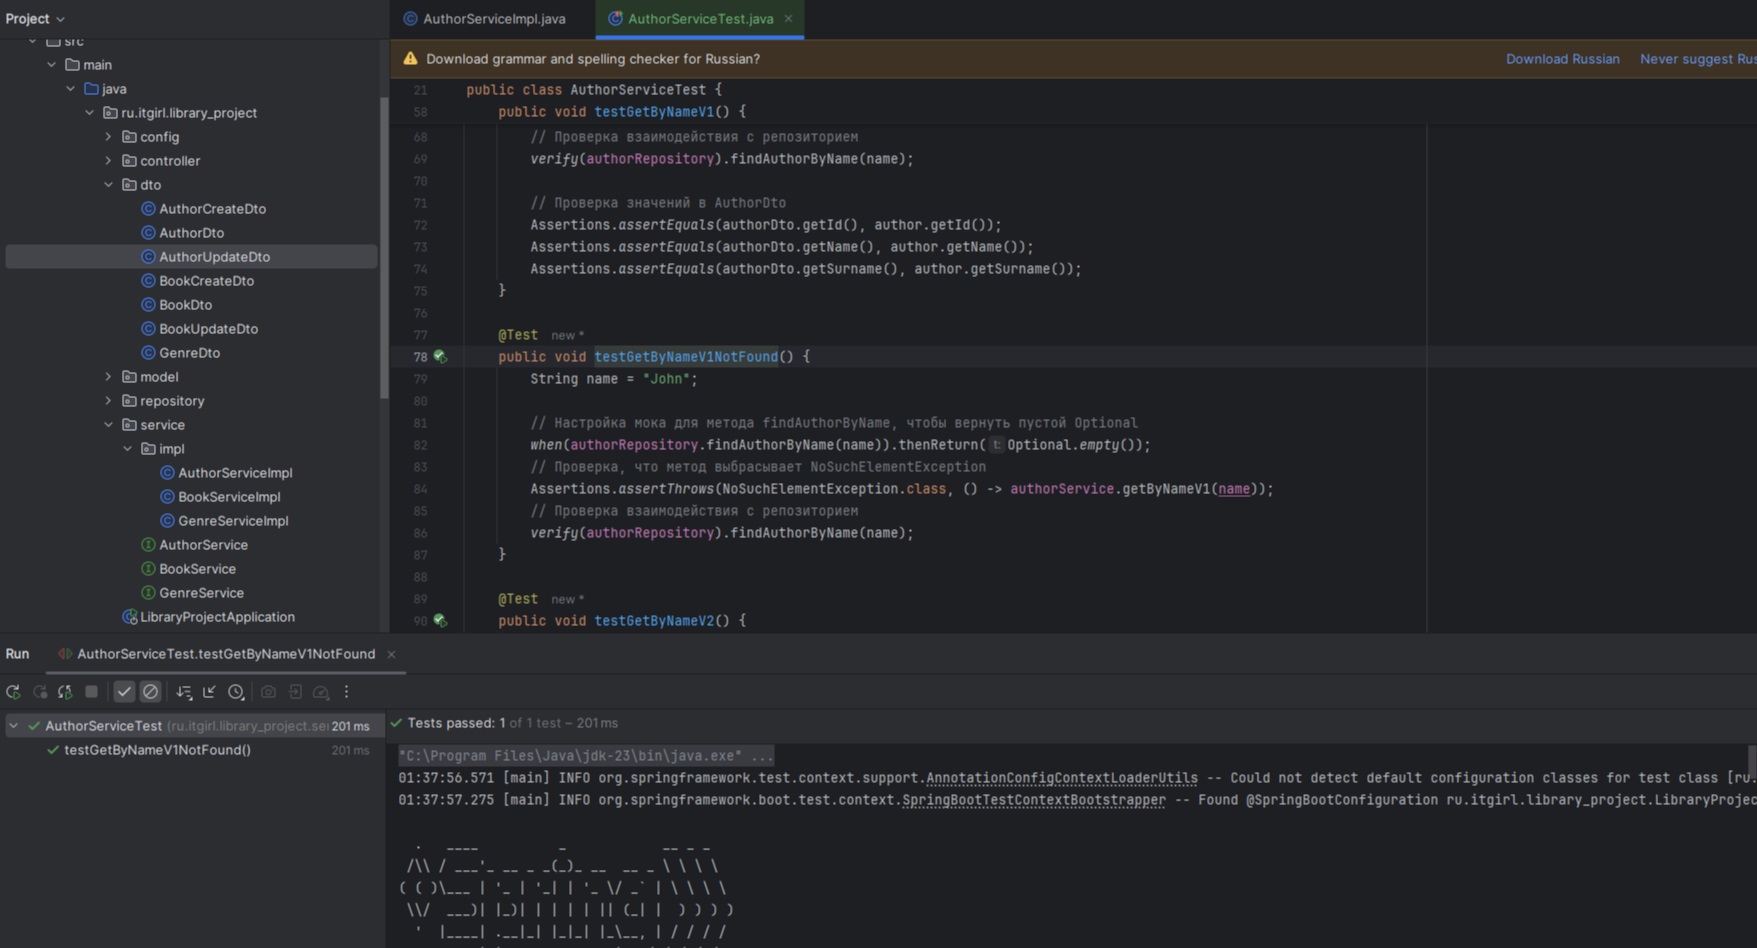 Project
AuthorServiceImpl.java
AuthorServiceTest.java
Download grammar and spelling checker for Russian?
Download Russian
Never suggest Rus
src
main
java
ru.itgirl.library_project
config
controller
dto
AuthorCreateDto
AuthorDto
AuthorUpdateDto
BookCreateDto
BookDto
BookUpdateDto
GenreDto
model
repository
service
impl
AuthorServiceImpl
BookServiceImpl
GenreServiceImpl
AuthorService
BookService
GenreService
LibraryProjectApplication
21 public class AuthorServiceTest {
58 public void testGetByNameV1() {
68 // Проверка взаимодействия с репозиторием
69 verify(authorRepository).findAuthorByName(name);
70
71 // Проверка значений в AuthorDto
72 Assertions.assertEquals(authorDto.getId(), author.getId());
73 Assertions.assertEquals(authorDto.getName(), author.getName());
74 Assertions.assertEquals(authorDto.getSurname(), author.getSurname());
75 }
76
77 @Test new *
78 public void testGetByNameV1NotFound() {
79 String name = "John";
80
81 // Настройка мока для метода findAuthorByName, чтобы вернуть пустой Optional
82 when(authorRepository.findAuthorByName(name)).thenReturn( t: Optional.empty());
83 // Проверка, что метод выбрасывает NoSuchElementException
84 Assertions.assertThrows(NoSuchElementException.class, () -> authorService.getByNameV1(name));
85 // Проверка взаимодействия с репозиторием
86 verify(authorRepository).findAuthorByName(name);
87 }
88
89 @Test new *
90 public void testGetByNameV2() {
Run
AuthorServiceTest.testGetByNameV1NotFound
AuthorServiceTest (ru.itgirl.library_project.se 201 ms
testGetByNameV1NotFound() 201 ms
Tests passed: 1 of 1 test – 201 ms
"C:\Program Files\Java\jdk-23\bin\java.exe" ...
01:37:56.571 [main] INFO org.springframework.test.context.support.AnnotationConfigContextLoaderUtils -- Could not detect default configuration classes for test class [ru.
01:37:57.275 [main] INFO org.springframework.boot.test.context.SpringBootTestContextBootstrapper -- Found @SpringBootConfiguration ru.itgirl.library_project.LibraryProjec